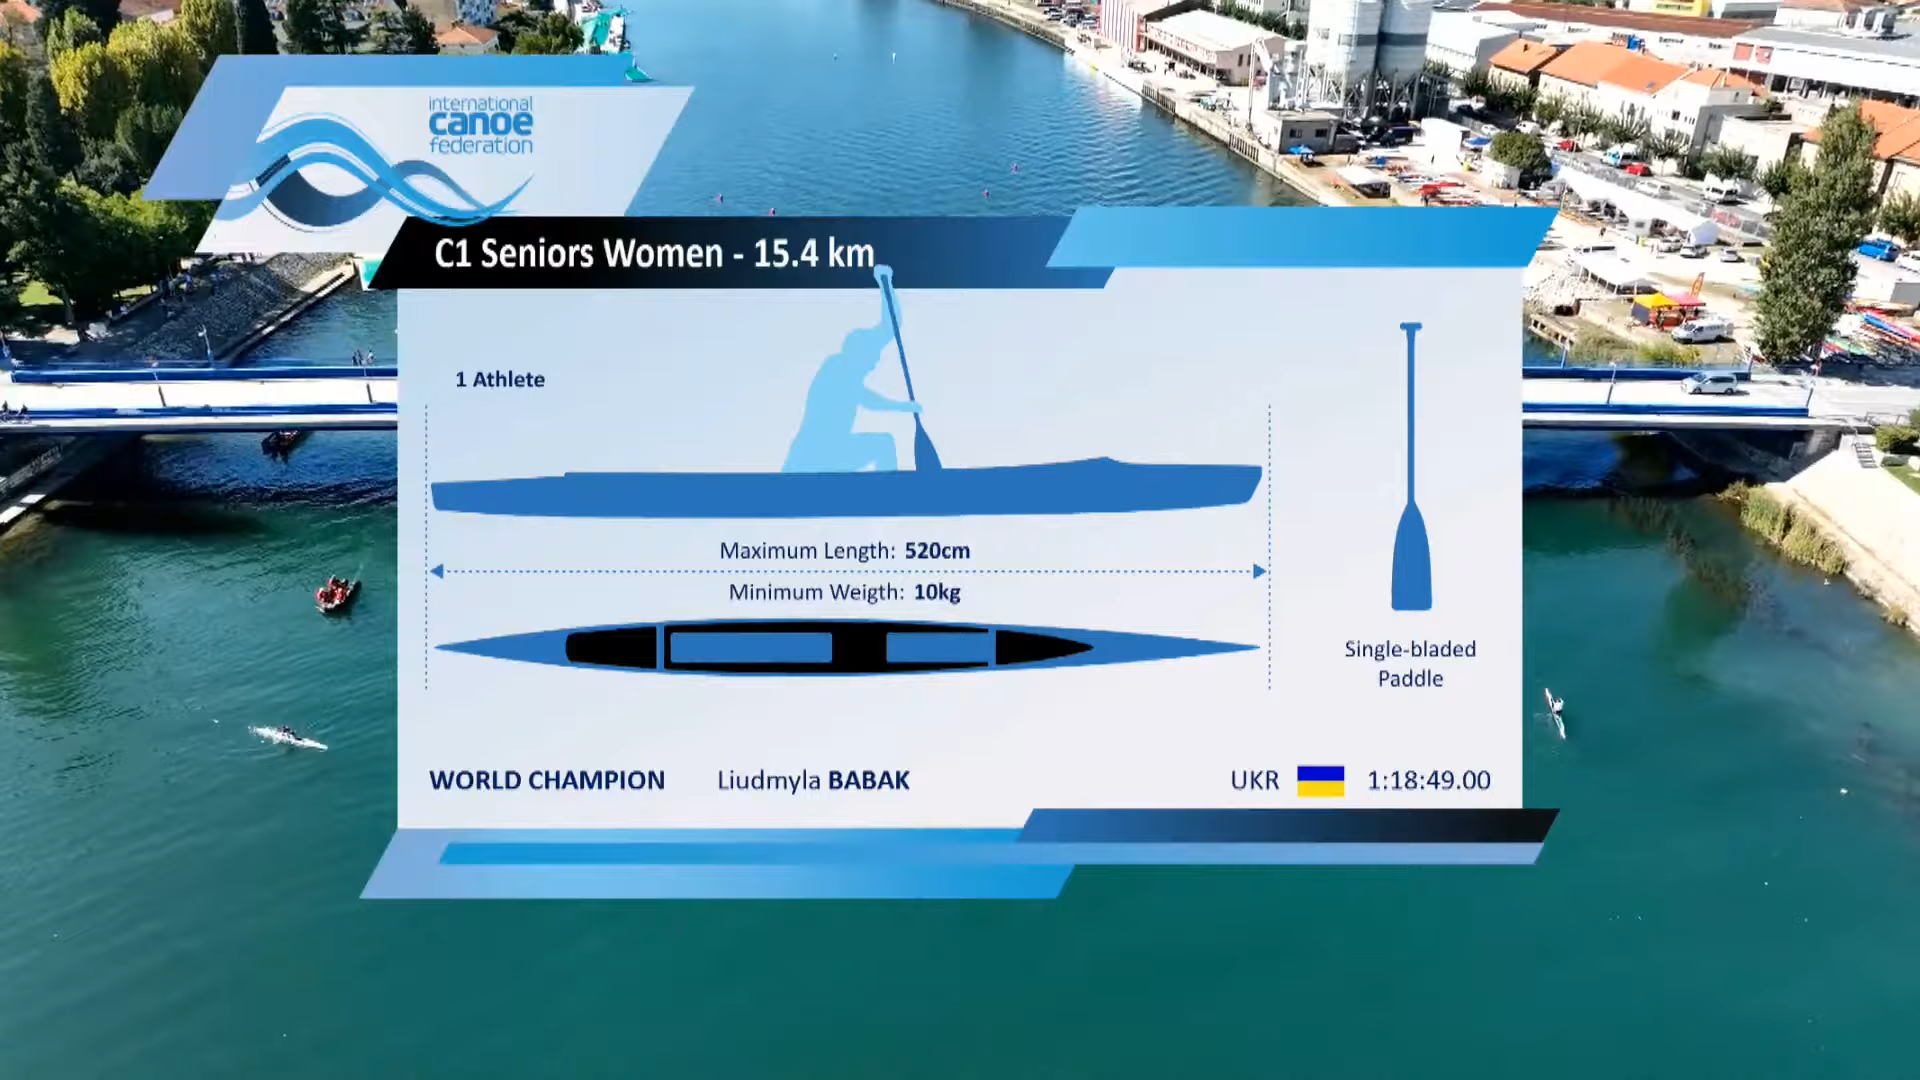 international
canoe
federation
C1 Seniors Women - 15.4 km
1 Athlete
Maximum Length: 520cm
Minimum Weigth: 10kg
Single-bladed
Paddle
WORLD CHAMPION Liudmyla BABAK UKR 1:18:49.00